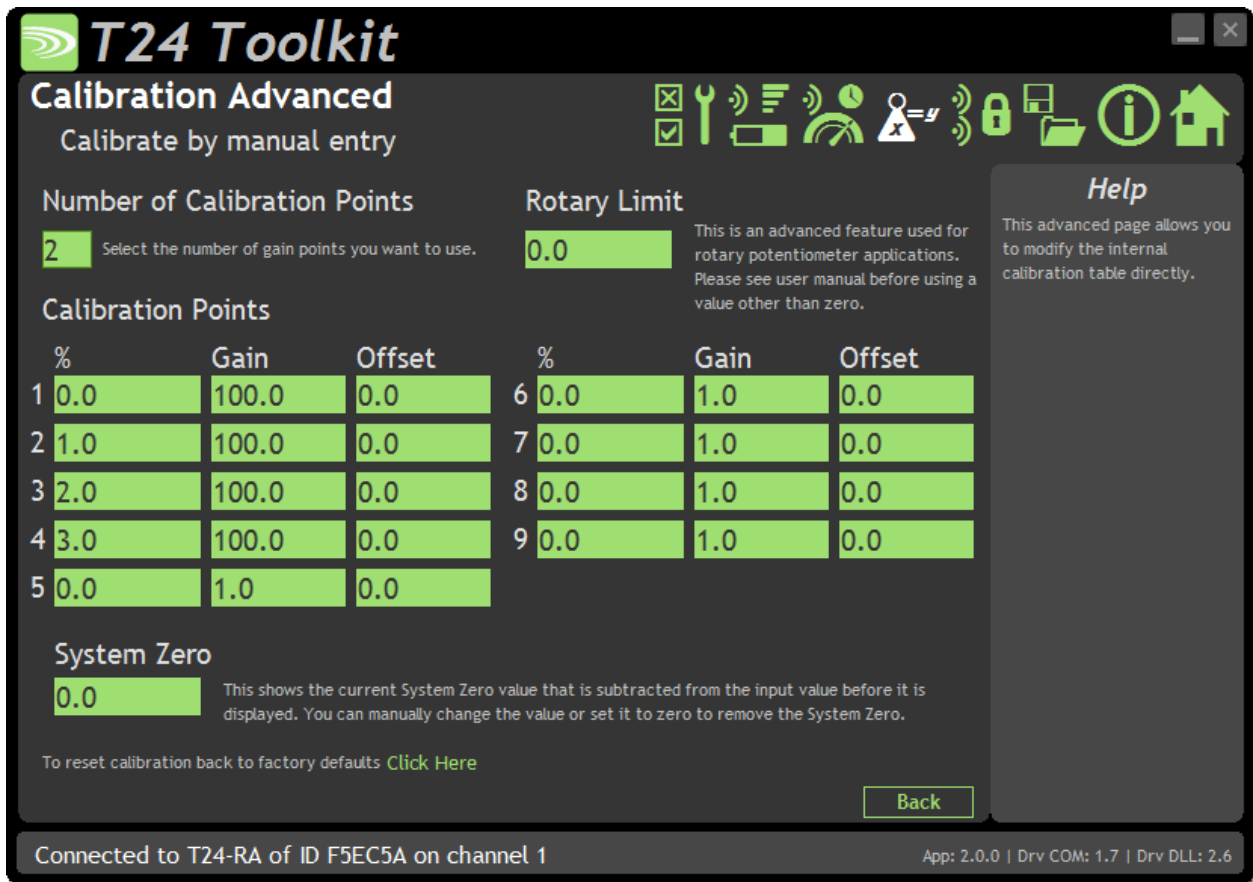 T24 Toolkit
Calibration Advanced
Calibrate by manual entry
x
=y
i
Number of Calibration Points
2
Select the number of gain points you want to use.
Rotary Limit
0.0
This is an advanced feature used for
rotary potentiometer applications.
Please see user manual before using a
value other than zero.
Calibration Points
% Gain Offset % Gain Offset
1 0.0 100.0 0.0 6 0.0 1.0 0.0
2 1.0 100.0 0.0 7 0.0 1.0 0.0
3 2.0 100.0 0.0 8 0.0 1.0 0.0
4 3.0 100.0 0.0 9 0.0 1.0 0.0
5 0.0 1.0 0.0
System Zero
0.0
This shows the current System Zero value that is subtracted from the input value before it is
displayed. You can manually change the value or set it to zero to remove the System Zero.
To reset calibration back to factory defaults Click Here
Back
Help
This advanced page allows you
to modify the internal
calibration table directly.
Connected to T24-RA of ID F5EC5A on channel 1
App: 2.0.0 | Drv COM: 1.7 | Drv DLL: 2.6